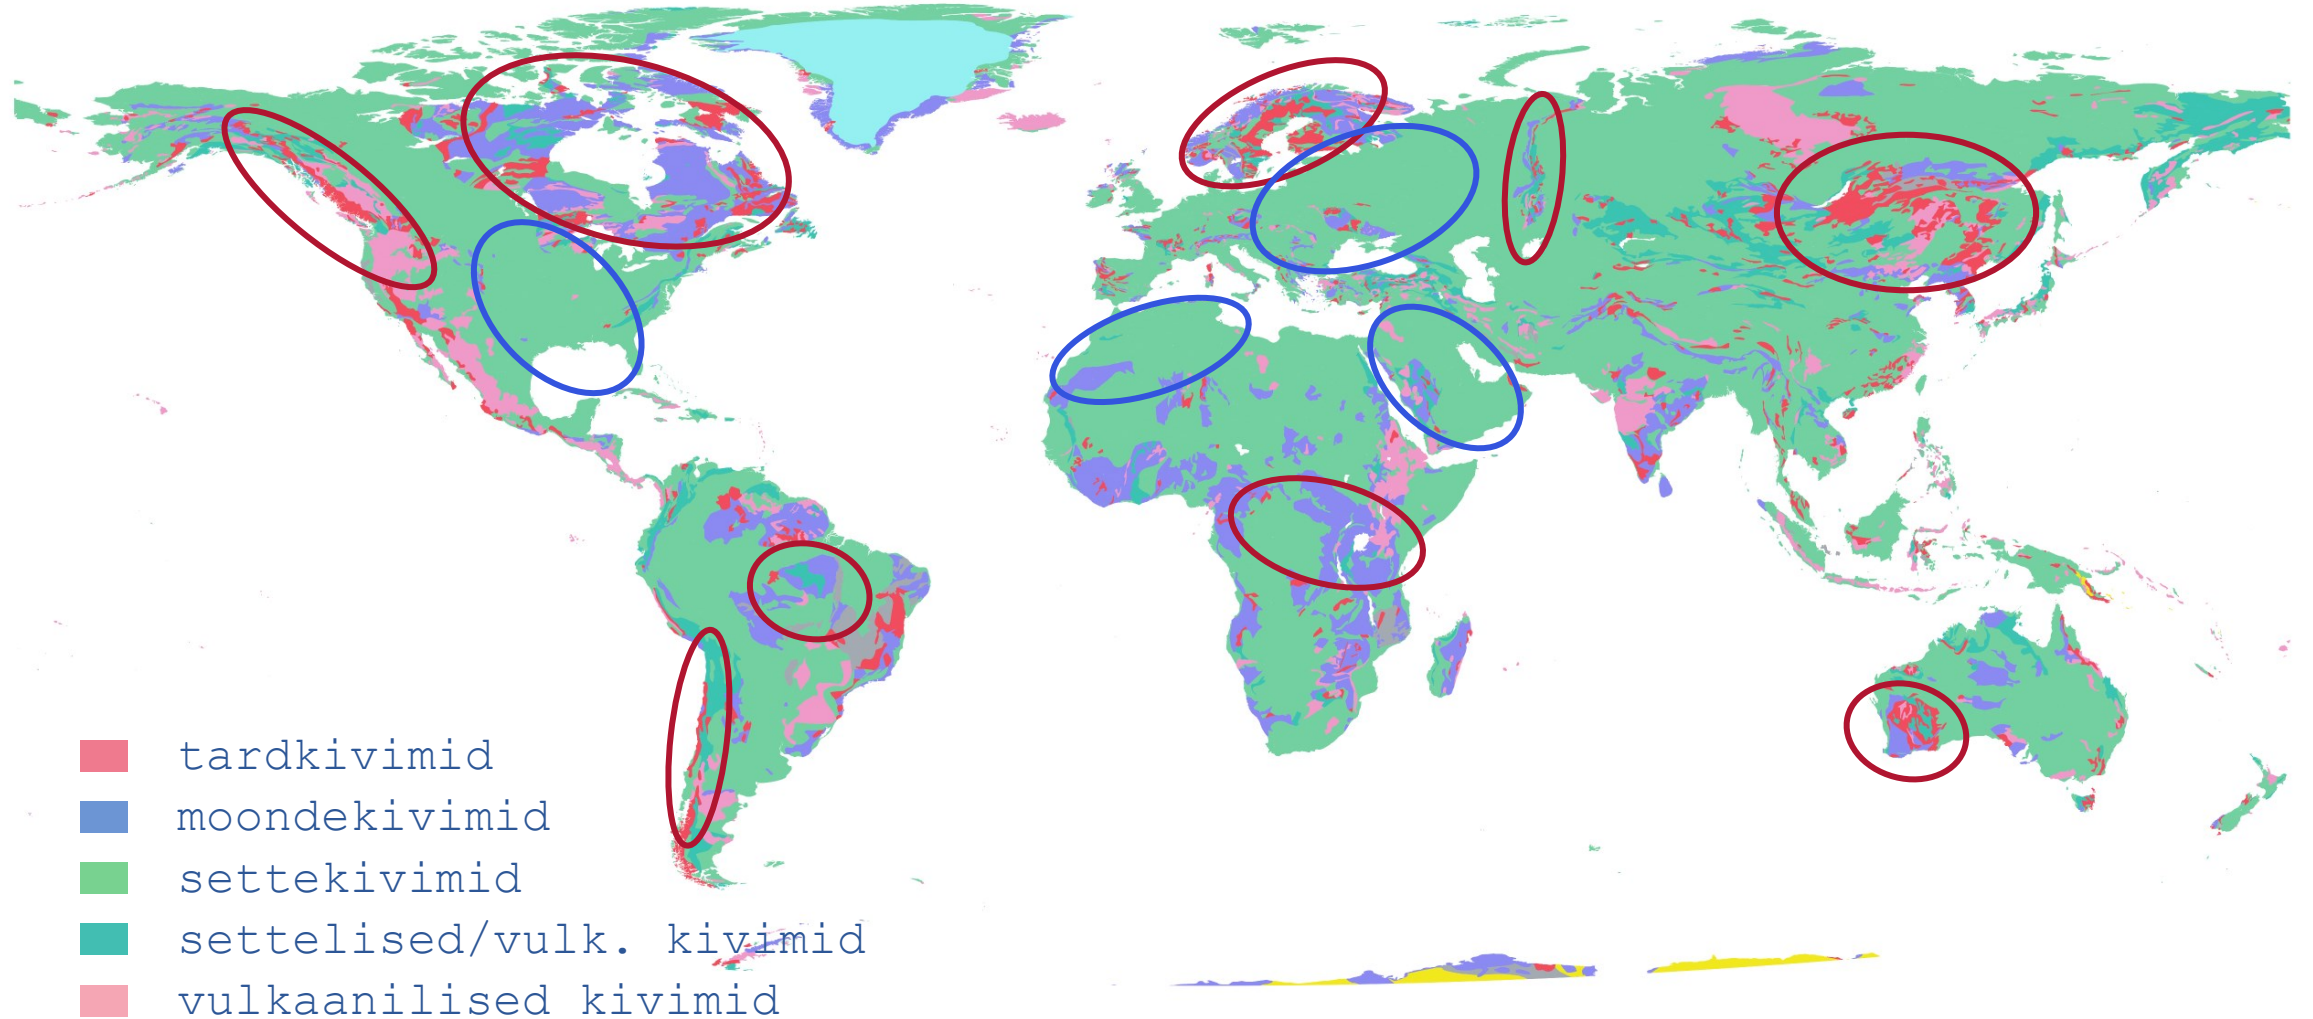 tardkivimid
moondekivimid
settekivimid
settelised/vulk. kivimid
vulkaanilised kivimid